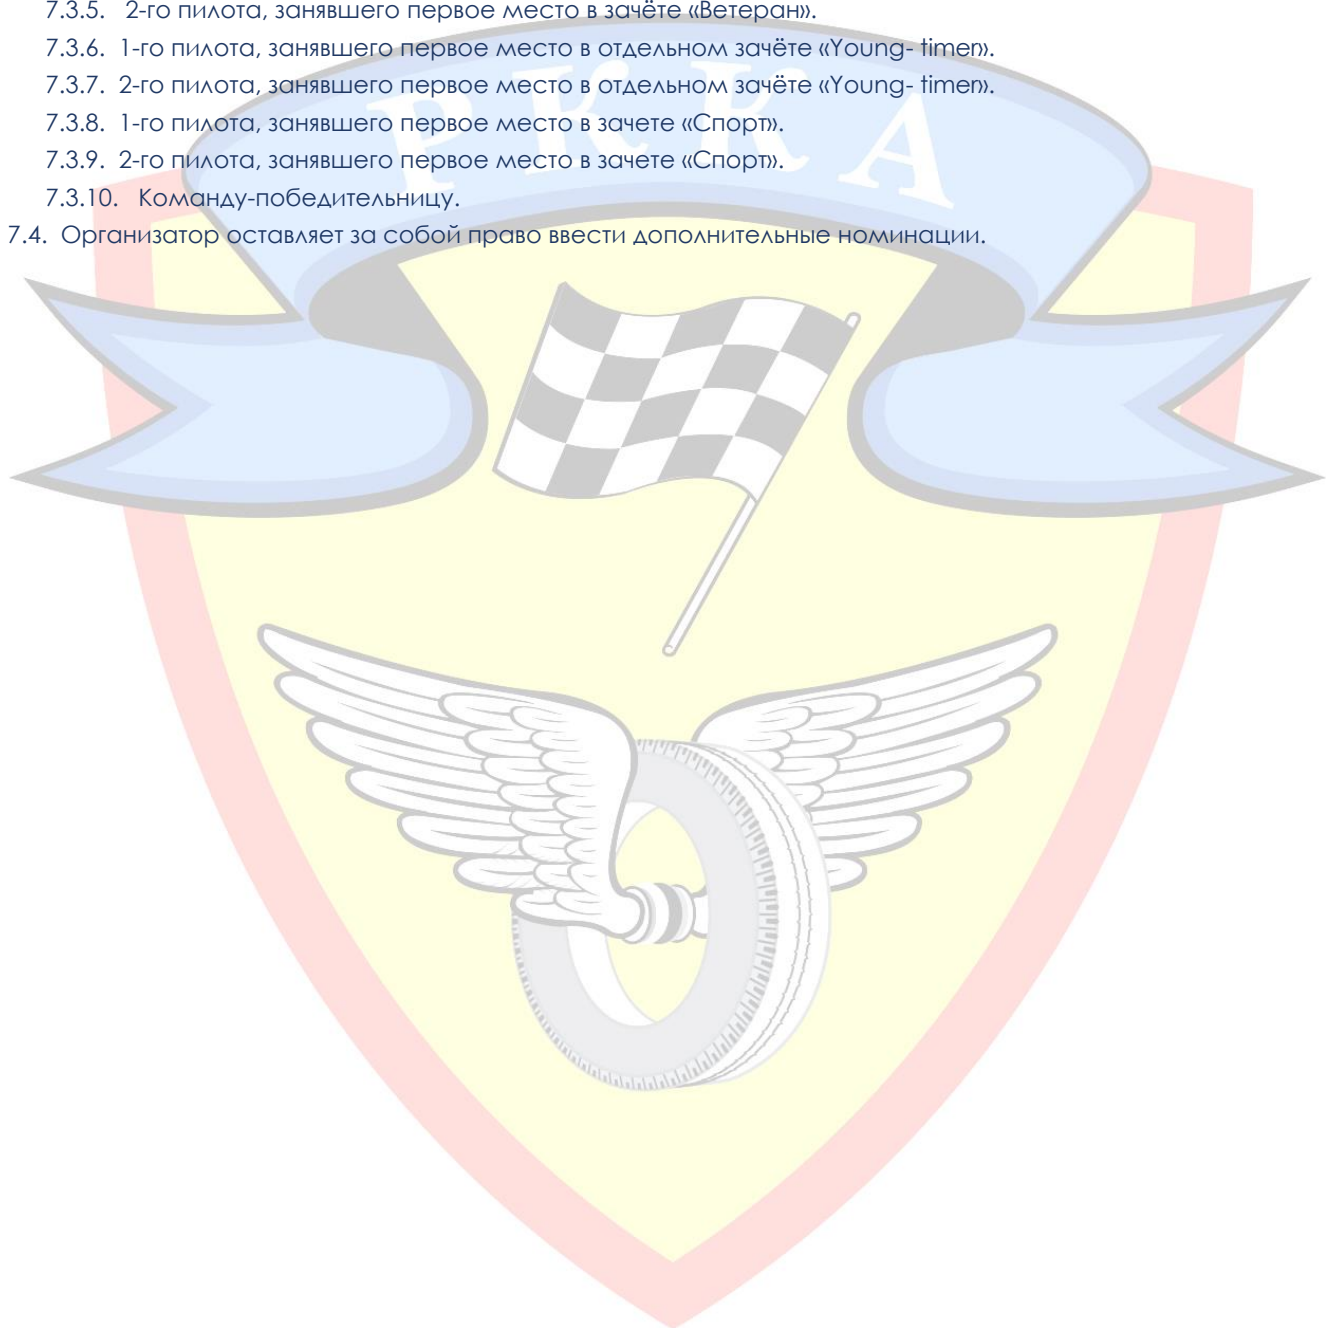 7.3.5. 2-го пилота, занявшего первое место в зачёте «Ветеран».
7.3.6. 1-го пилота, занявшего первое место в отдельном зачёте «Young- timer».
7.3.7. 2-го пилота, занявшего первое место в отдельном зачёте «Young- timer».
7.3.8. 1-го пилота, занявшего первое место в зачете «Спорт».
7.3.9. 2-го пилота, занявшего первое место в зачете «Спорт».
7.3.10. Команду-победительницу.
7.4. Организатор оставляет за собой право ввести дополнительные номинации.
РККА